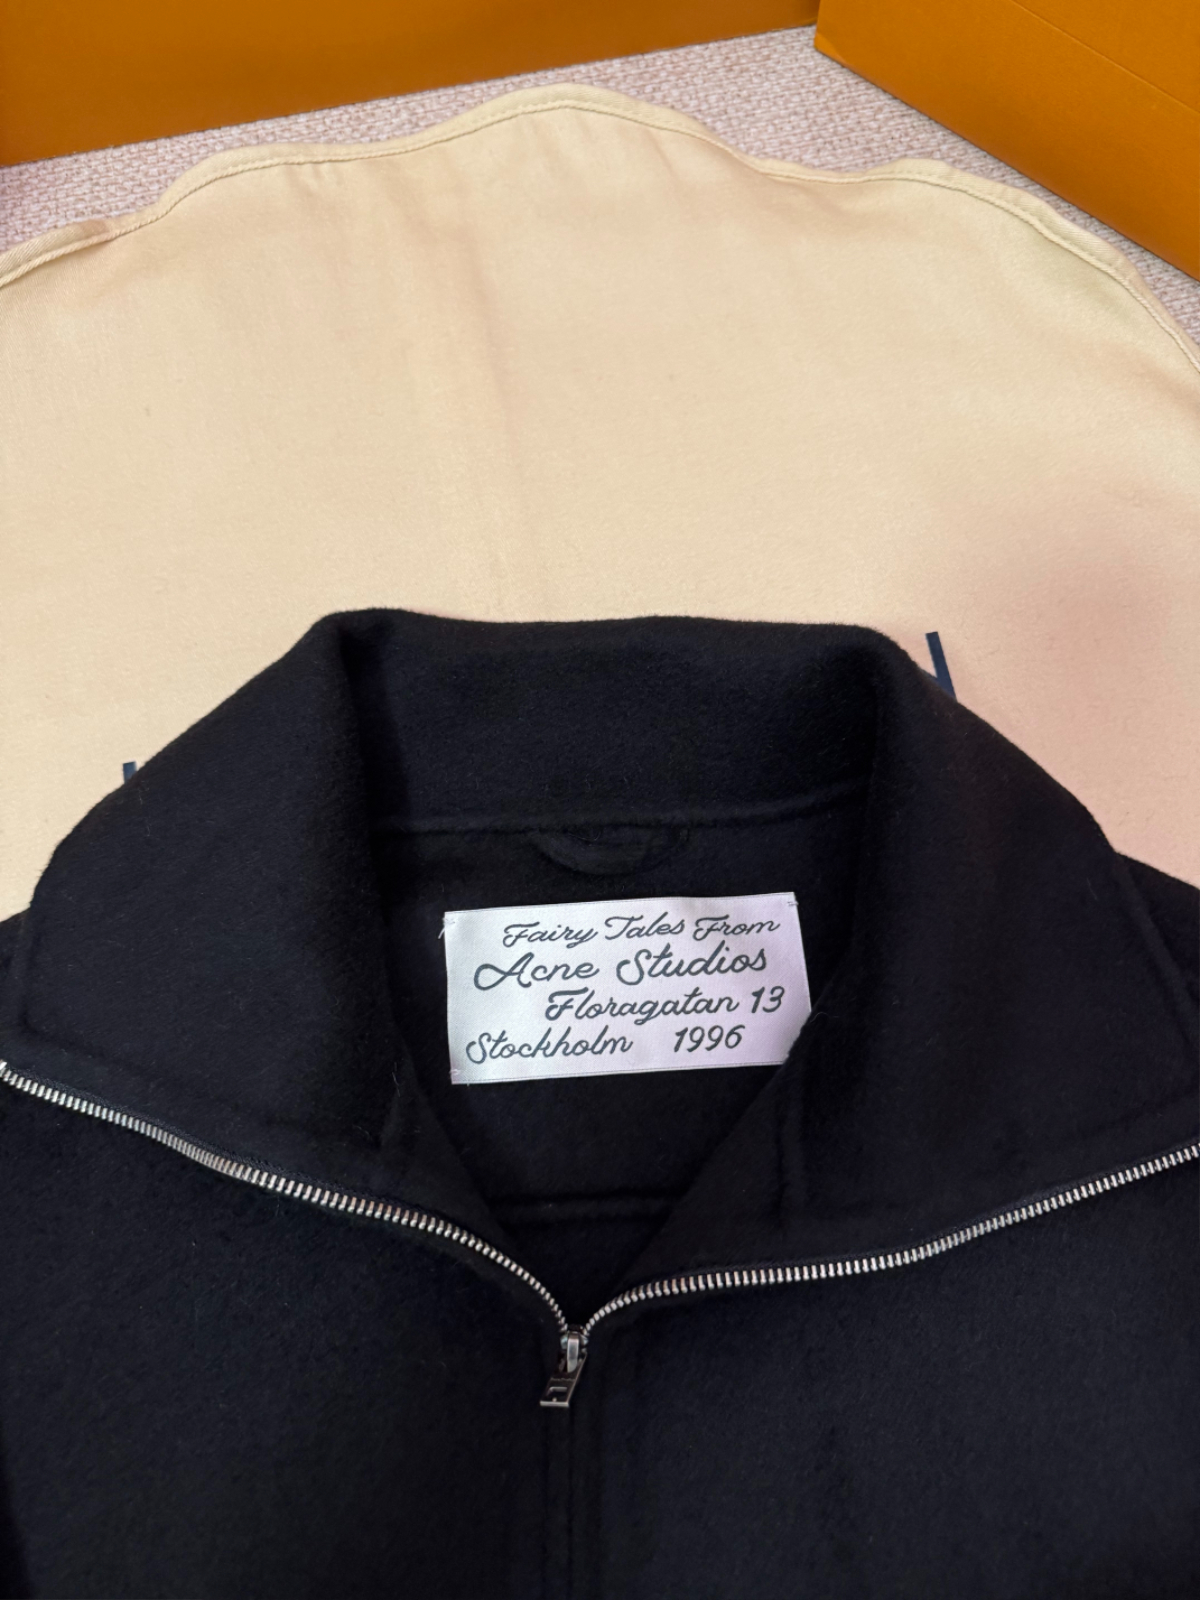 Fairy Tales From
Acne Studios
Floragatan 13
Stockholm 1996